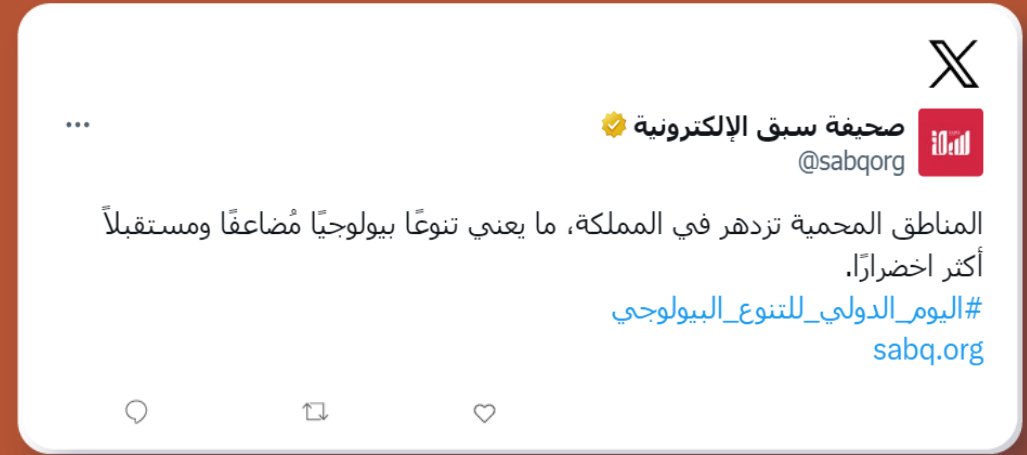 صحيفة سبق الإلكترونية
@sabqorg
سبق
المناطق المحمية تزدهر في المملكة، ما يعني تنوعًا بيولوجيًا مُضاعفًا ومستقبلاً
أكثر اخضرارًا.
#اليوم_الدولي_للتنوع_البيولوجي
sabq.org